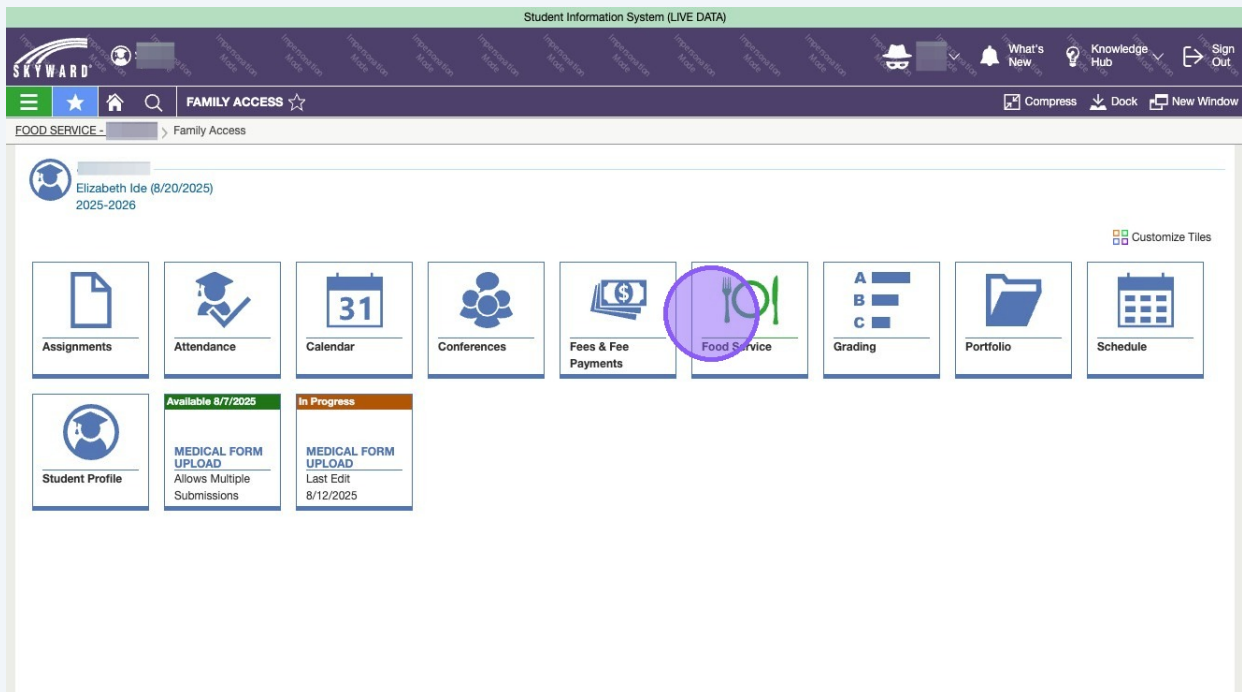 Student Information System (LIVE DATA)
SKYWARD
What's New
Knowledge Hub
Sign Out
FAMILY ACCESS
Compress
Dock
New Window
FOOD SERVICE -
Family Access
Elizabeth Ide (8/20/2025)
2025-2026
Customize Tiles
31
A
B
C
Assignments
Attendance
Calendar
Conferences
Fees & Fee
Payments
Food Service
Grading
Portfolio
Schedule
Student Profile
Available 8/7/2025
MEDICAL FORM
UPLOAD
Allows Multiple
Submissions
In Progress
MEDICAL FORM
UPLOAD
Last Edit
8/12/2025